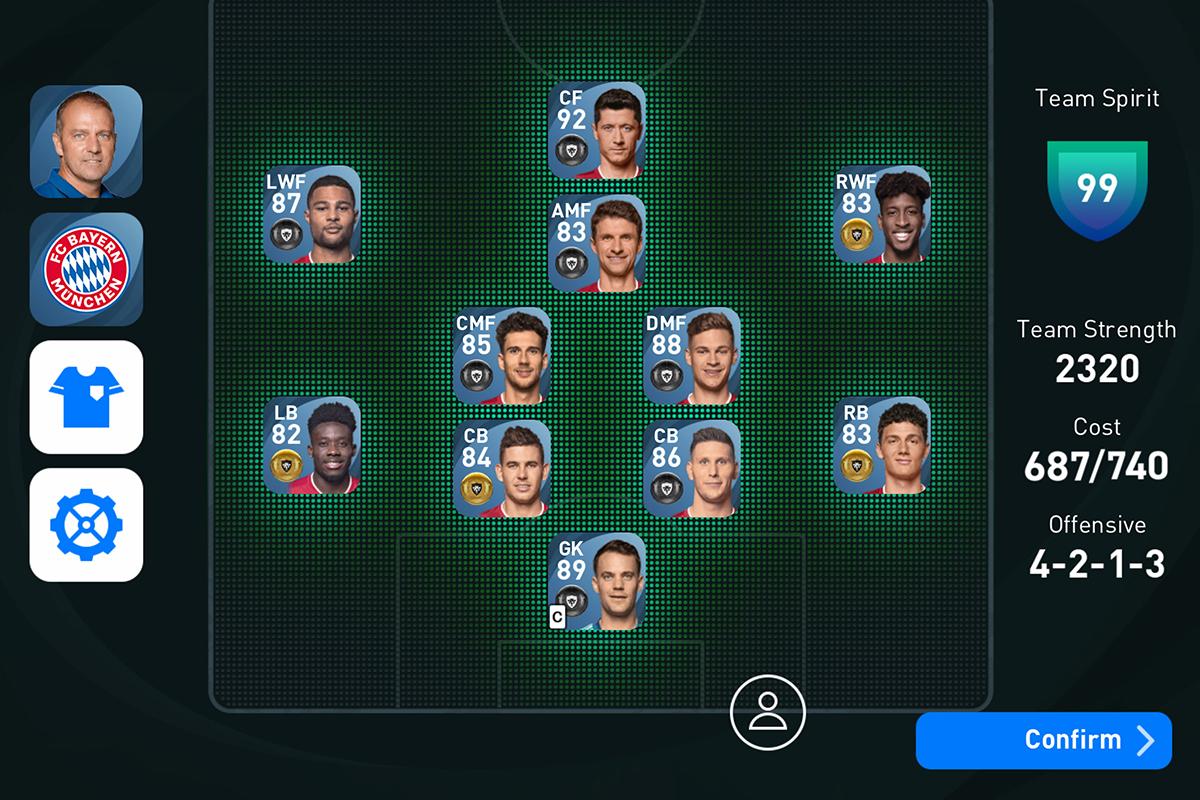 FC BAYERN
MÜNCHEN
CF
92
LWF
87
AMF
83
RWF
83
CMF
85
DMF
88
LB
82
CB
84
CB
86
RB
83
GK
89
C
Team Spirit
99
Team Strength
2320
Cost
687/740
Offensive
4-2-1-3
Confirm